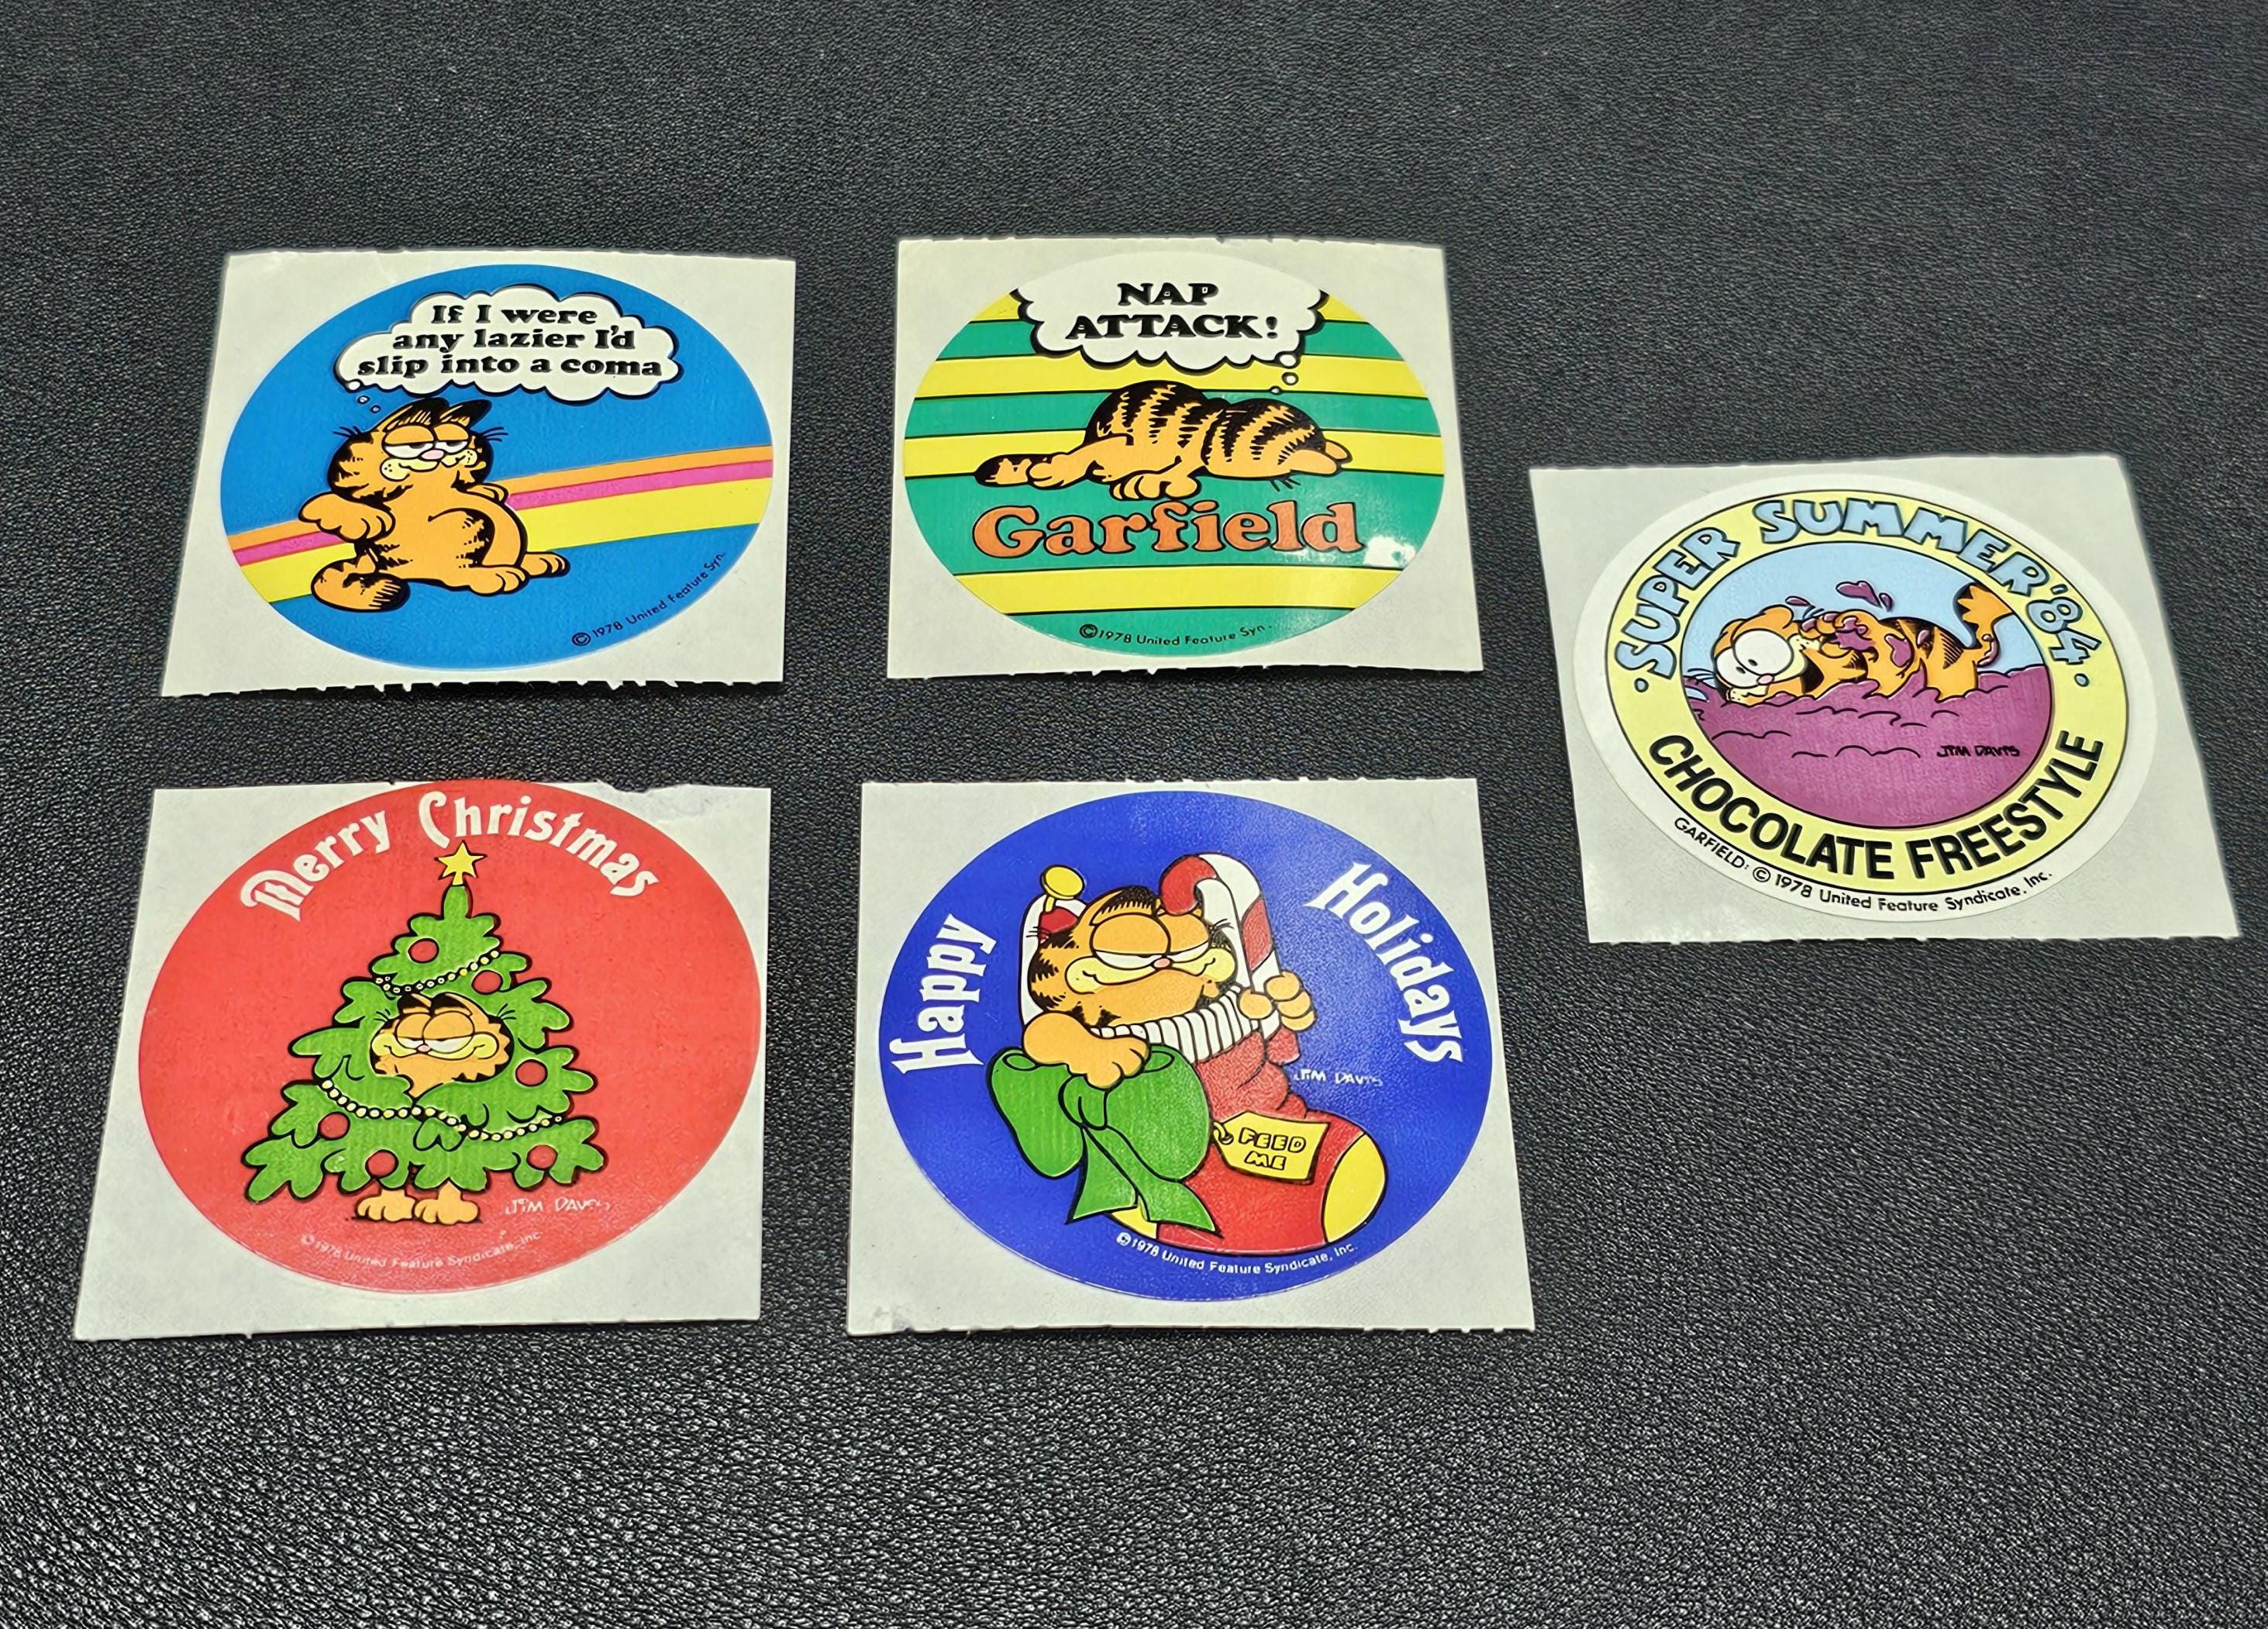 If I were
any lazier I'd
slip into a coma
© 1978 United Feature Syn.
NAP
ATTACK!
Garfield
© 1978 United Feature Syn.
• SUPER SUMMER '84 •
JIM DAVIS
CHOCOLATE FREESTYLE
GARFIELD: © 1978 United Feature Syndicate, Inc.
Merry Christmas
JIM DAVIS
© 1978 United Feature Syndicate, Inc.
Happy Holidays
JIM DAVIS
FEED
ME
© 1978 United Feature Syndicate, Inc.